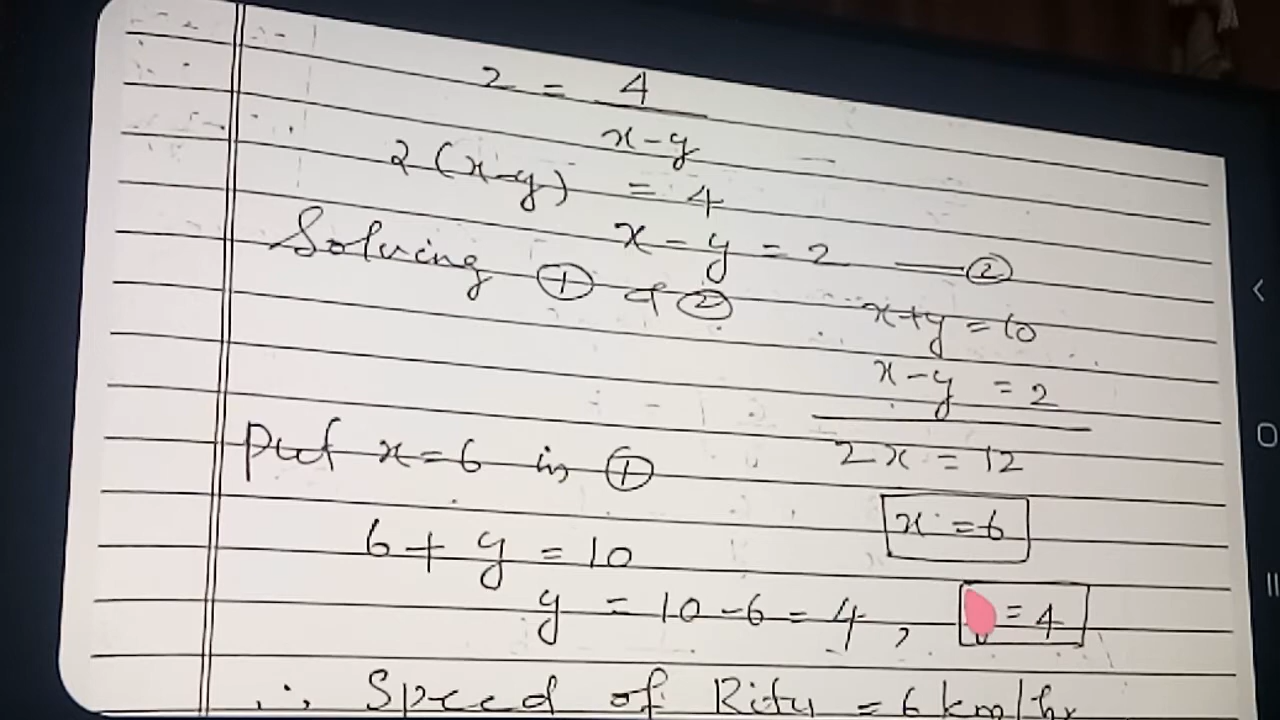 2 = 4
x-y
2(x-y) = 4
x - y = 2 — ②
Solving ① & ②
x+y = 10
x-y = 2
2x = 12
Put x=6 in ①
x = 6
6 + y = 10
y = 10 - 6 = 4, = 4
∴ Speed of Ritu = 6 km/hr